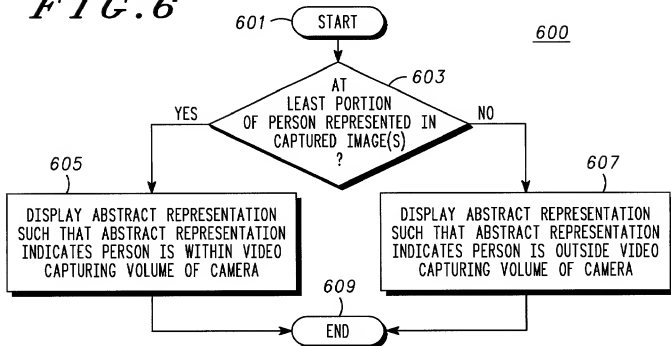 FIG.6
601
START
600
603
AT
LEAST PORTION
OF PERSON REPRESENTED IN
CAPTURED IMAGE(S)
?
YES
NO
605
DISPLAY ABSTRACT REPRESENTATION
SUCH THAT ABSTRACT REPRESENTATION
INDICATES PERSON IS WITHIN VIDEO
CAPTURING VOLUME OF CAMERA
607
DISPLAY ABSTRACT REPRESENTATION
SUCH THAT ABSTRACT REPRESENTATION
INDICATES PERSON IS OUTSIDE VIDEO
CAPTURING VOLUME OF CAMERA
609
END